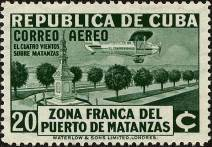 REPUBLICA DE CUBA
CORREO AEREO
EL CUATRO VIENTOS
SOBRE MATANZAS
ZONA FRANCA DEL
PUERTO DE MATANZAS
20 ¢
WATERLOW & SONS LIMITED, LONDRES.